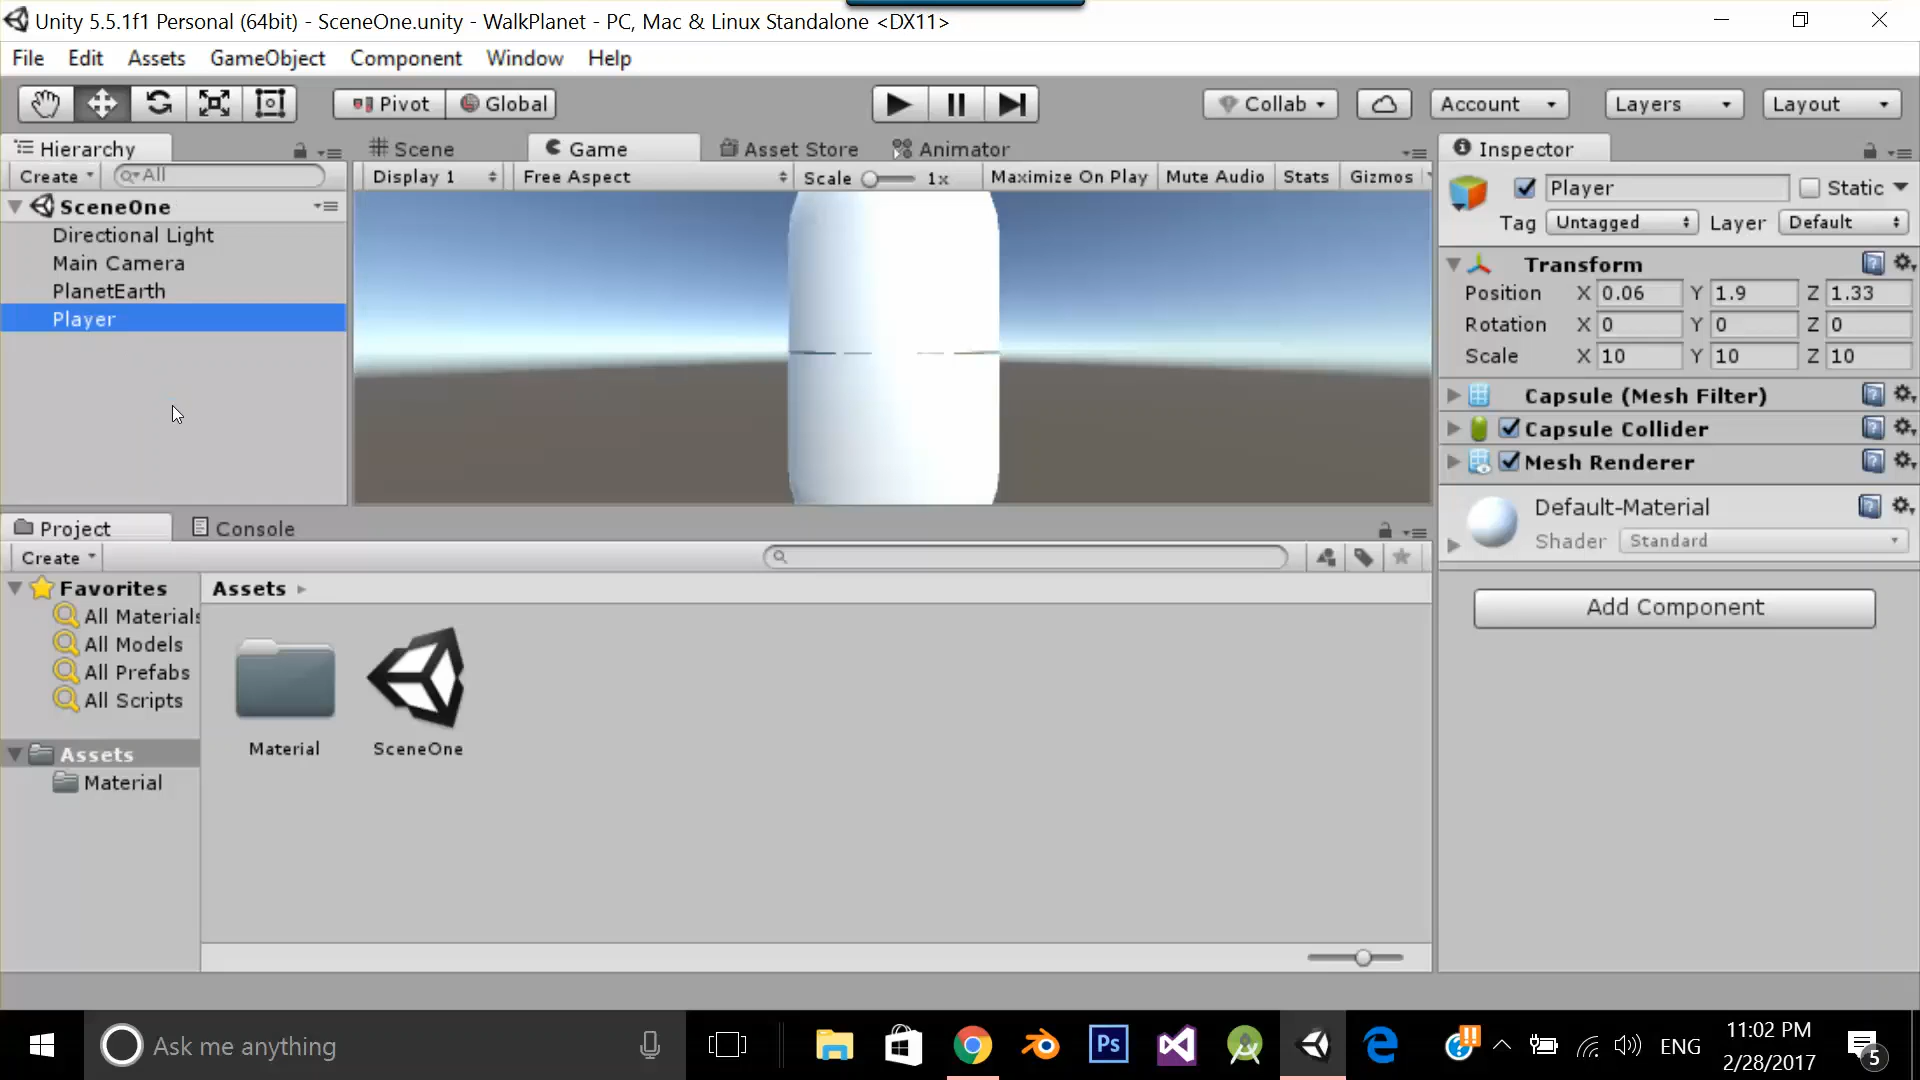 Unity 5.5.1f1 Personal (64bit) - SceneOne.unity - WalkPlanet - PC, Mac & Linux Standalone <DX11>
File Edit Assets GameObject Component Window Help
Pivot Global Collab Account Layers Layout
Hierarchy
Create All
SceneOne
Directional Light
Main Camera
PlanetEarth
Player
Scene Game Asset Store Animator
Display 1 Free Aspect Scale 1x Maximize On Play Mute Audio Stats Gizmos
Inspector
Player Static
Tag Untagged Layer Default
Transform
Position X 0.06 Y 1.9 Z 1.33
Rotation X 0 Y 0 Z 0
Scale X 10 Y 10 Z 10
Capsule (Mesh Filter)
Capsule Collider
Mesh Renderer
Default-Material
Shader Standard
Add Component
Project Console
Create
Favorites
All Materials
All Models
All Prefabs
All Scripts
Assets
Material
Assets
Material SceneOne
Ask me anything
Ps
ENG
11:02 PM
2/28/2017
5